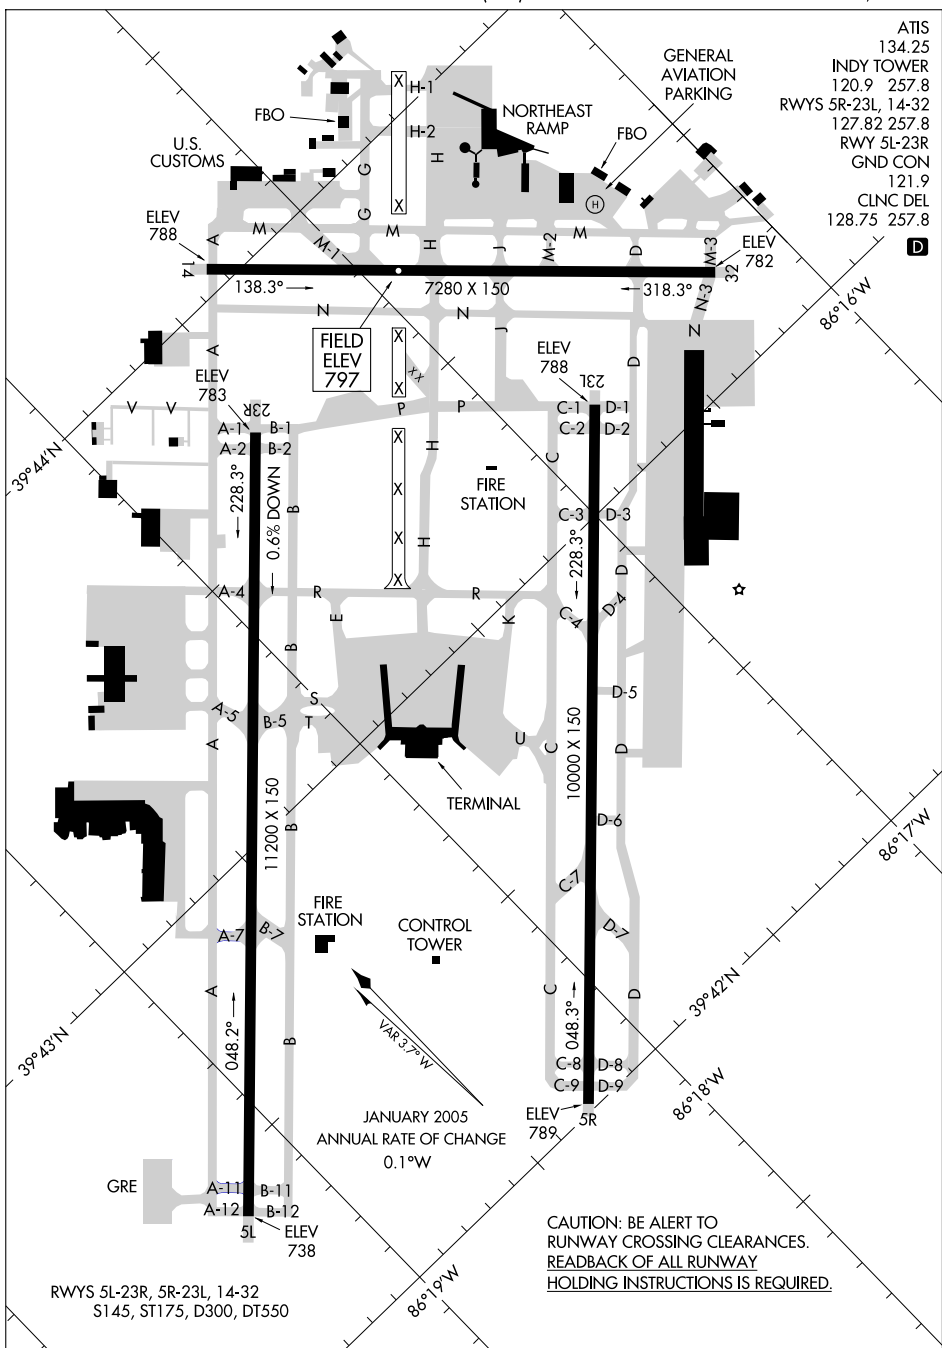 ATIS
134.25
INDY TOWER
120.9 257.8
RWYS 5R-23L, 14-32
127.82 257.8
RWY 5L-23R
GND CON
121.9
CLNC DEL
128.75 257.8
D
GENERAL
AVIATION
PARKING
NORTHEAST
RAMP
FBO
FBO
H
U.S.
CUSTOMS
X
H-1
H-2
H
G
G
X
ELEV
788
A
M
M-1
M
H
J
M-2
M
D
M-3
ELEV
782
14
32
138.3°
7280 X 150
318.3°
N-3
N
N
N
J
A
D
86°16'W
FIELD
ELEV
797
X
X
X X
ELEV
783
23R
ELEV
788
23L
V V
A-1 B-1
A-2 B-2
P P
C-1 D-1
C-2 D-2
X
X
X
X
H
H
C
39°44'N
228.3°
0.6% DOWN
B
FIRE
STATION
C-3 D-3
228.3°
D
A-4
R
R
E
K
C-4
D-4
B
S
T
A-5
B-5
A
D-5
U
C
D
10000 X 150
TERMINAL
11200 X 150
B
D-6
86°17'W
C-7
FIRE
STATION
CONTROL
TOWER
A-7
B-7
D-7
A
C
D
39°42'N
048.2°
048.3°
B
VAR 3.7° W
39°43'N
C-8 D-8
C-9 D-9
86°18'W
JANUARY 2005
ANNUAL RATE OF CHANGE
0.1°W
ELEV
789
5R
GRE
A-11 B-11
A-12 B-12
5L
ELEV
738
CAUTION: BE ALERT TO
RUNWAY CROSSING CLEARANCES.
READBACK OF ALL RUNWAY
HOLDING INSTRUCTIONS IS REQUIRED.
86°19'W
RWYS 5L-23R, 5R-23L, 14-32
S145, ST175, D300, DT550